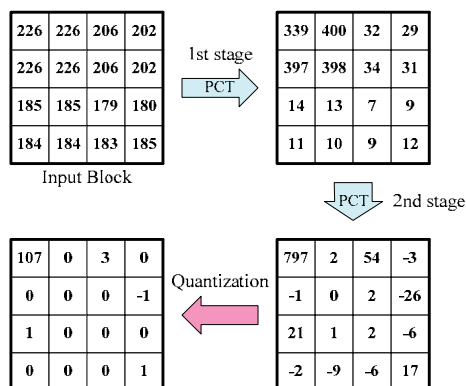 226 226 206 202
226 226 206 202
185 185 179 180
184 184 183 185
Input Block
1st stage
PCT
339 400 32 29
397 398 34 31
14 13 7 9
11 10 9 12
PCT
2nd stage
107 0 3 0
0 0 0 -1
1 0 0 0
0 0 0 1
Quantization
797 2 54 -3
-1 0 2 -26
21 1 2 -6
-2 -9 -6 17